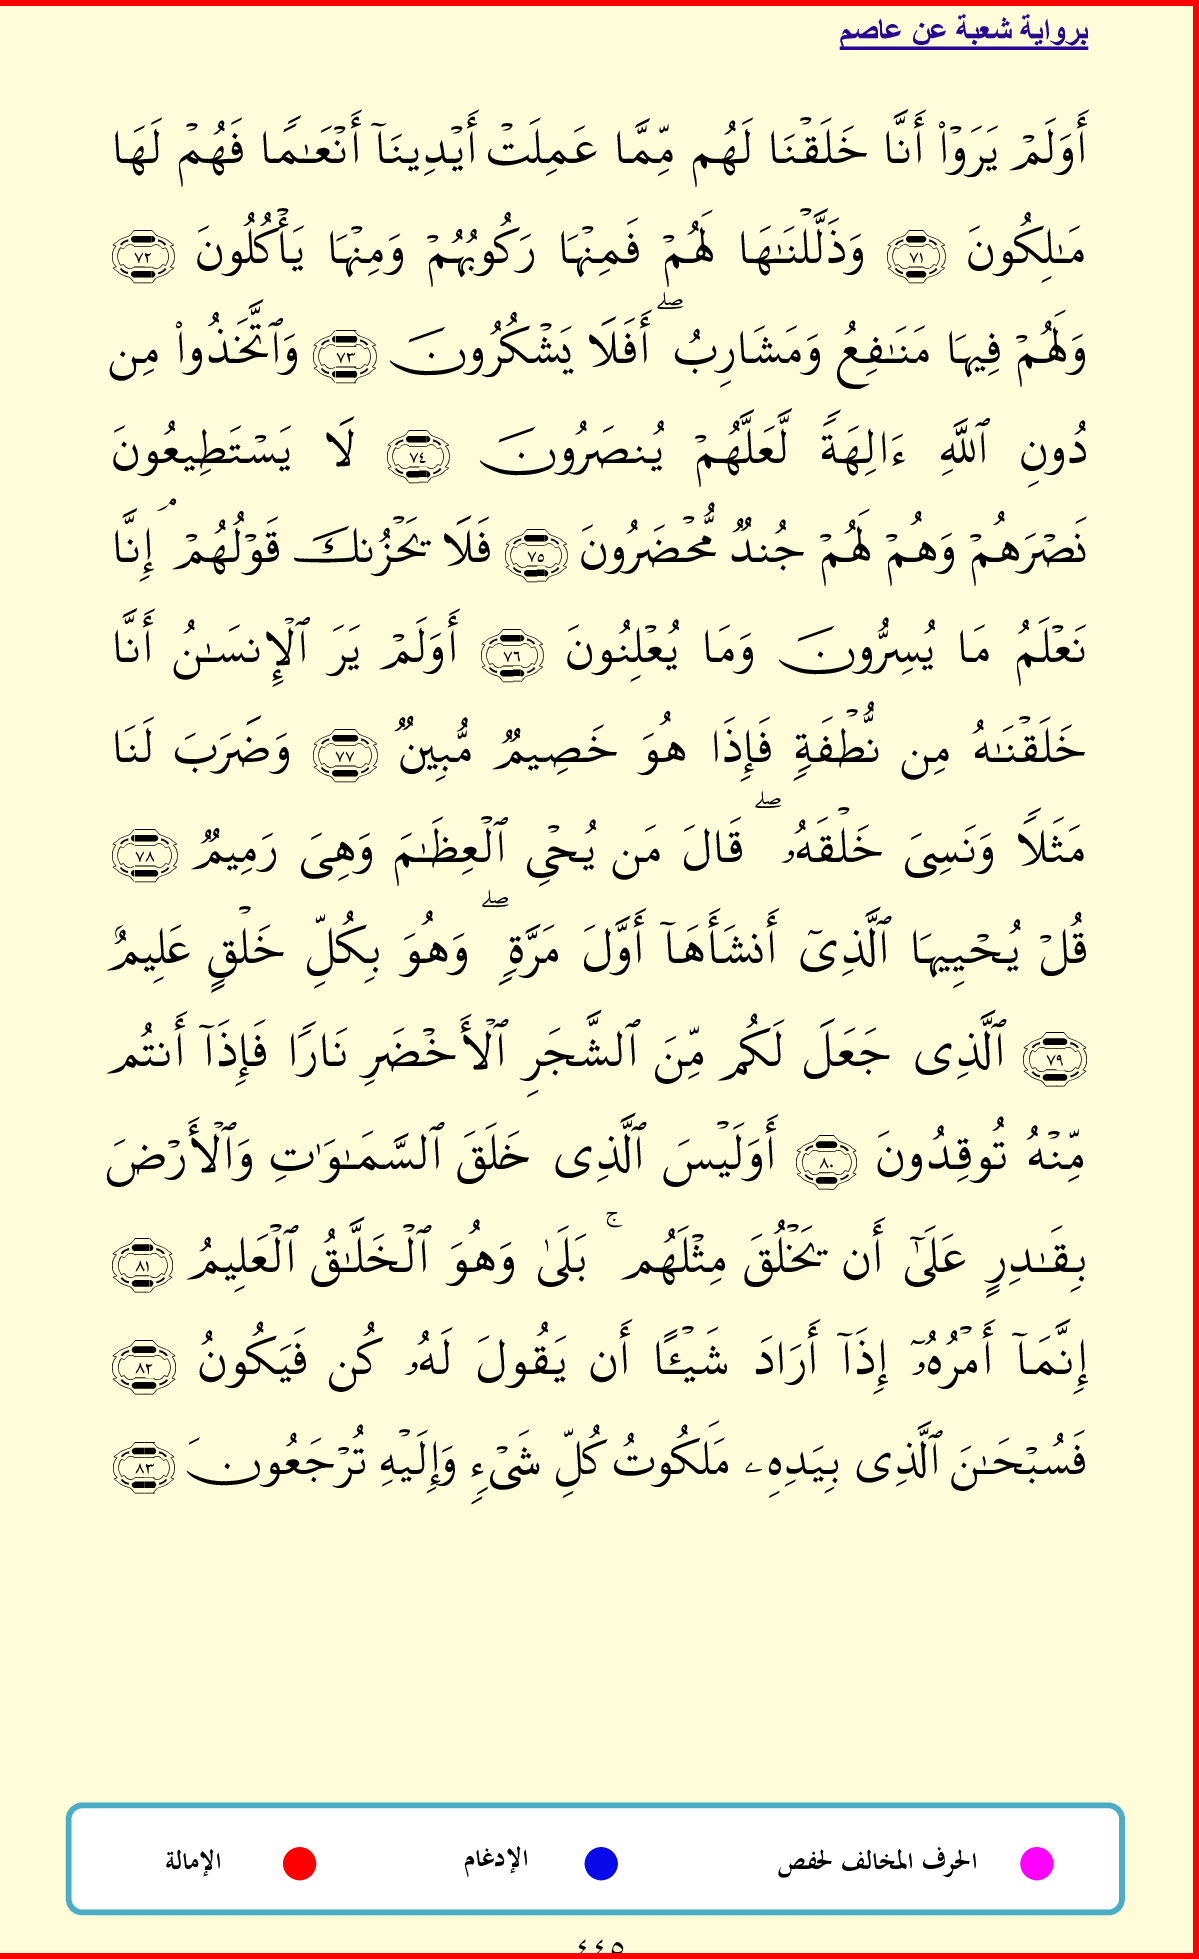 برواية شعبة عن عاصم
أَوَلَمْ يَرَوْا۟ أَنَّا خَلَقْنَا لَهُم مِّمَّا عَمِلَتْ أَيْدِينَآ أَنْعَـٰمًا فَهُمْ لَهَا
مَـٰلِكُونَ ٧١ وَذَلَّلْنَـٰهَا لَهُمْ فَمِنْهَا رَكُوبُهُمْ وَمِنْهَا يَأْكُلُونَ ٧٢
وَلَهُمْ فِيهَا مَنَـٰفِعُ وَمَشَارِبُ ۖ أَفَلَا يَشْكُرُونَ ٧٣ وَٱتَّخَذُوا۟ مِن
دُونِ ٱللَّهِ ءَالِهَةً لَّعَلَّهُمْ يُنصَرُونَ ٧٤ لَا يَسْتَطِيعُونَ
نَصْرَهُمْ وَهُمْ لَهُمْ جُندٌ مُّحْضَرُونَ ٧٥ فَلَا يَحْزُنكَ قَوْلُهُمْ ۘ إِنَّا
نَعْلَمُ مَا يُسِرُّونَ وَمَا يُعْلِنُونَ ٧٦ أَوَلَمْ يَرَ ٱلْإِنسَـٰنُ أَنَّا
خَلَقْنَـٰهُ مِن نُّطْفَةٍ فَإِذَا هُوَ خَصِيمٌ مُّبِينٌ ٧٧ وَضَرَبَ لَنَا
مَثَلًا وَنَسِىَ خَلْقَهُۥ ۖ قَالَ مَن يُحْىِ ٱلْعِظَـٰمَ وَهِىَ رَمِيمٌ ٧٨
قُلْ يُحْيِيهَا ٱلَّذِىٓ أَنشَأَهَآ أَوَّلَ مَرَّةٍ ۖ وَهُوَ بِكُلِّ خَلْقٍ عَلِيمٌ
٧٩ ٱلَّذِى جَعَلَ لَكُم مِّنَ ٱلشَّجَرِ ٱلْأَخْضَرِ نَارًا فَإِذَآ أَنتُم
مِّنْهُ تُوقِدُونَ ٨٠ أَوَلَيْسَ ٱلَّذِى خَلَقَ ٱلسَّمَـٰوَٰتِ وَٱلْأَرْضَ
بِقَـٰدِرٍ عَلَىٰٓ أَن يَخْلُقَ مِثْلَهُم ۚ بَلَىٰ وَهُوَ ٱلْخَلَّـٰقُ ٱلْعَلِيمُ ٨١
إِنَّمَآ أَمْرُهُۥٓ إِذَآ أَرَادَ شَيْـًٔا أَن يَقُولَ لَهُۥ كُن فَيَكُونُ ٨٢
فَسُبْحَـٰنَ ٱلَّذِى بِيَدِهِۦ مَلَكُوتُ كُلِّ شَىْءٍ وَإِلَيْهِ تُرْجَعُونَ ٨٣
الحرف المخالف لحفص الإدغام الإمالة
٤٤٥